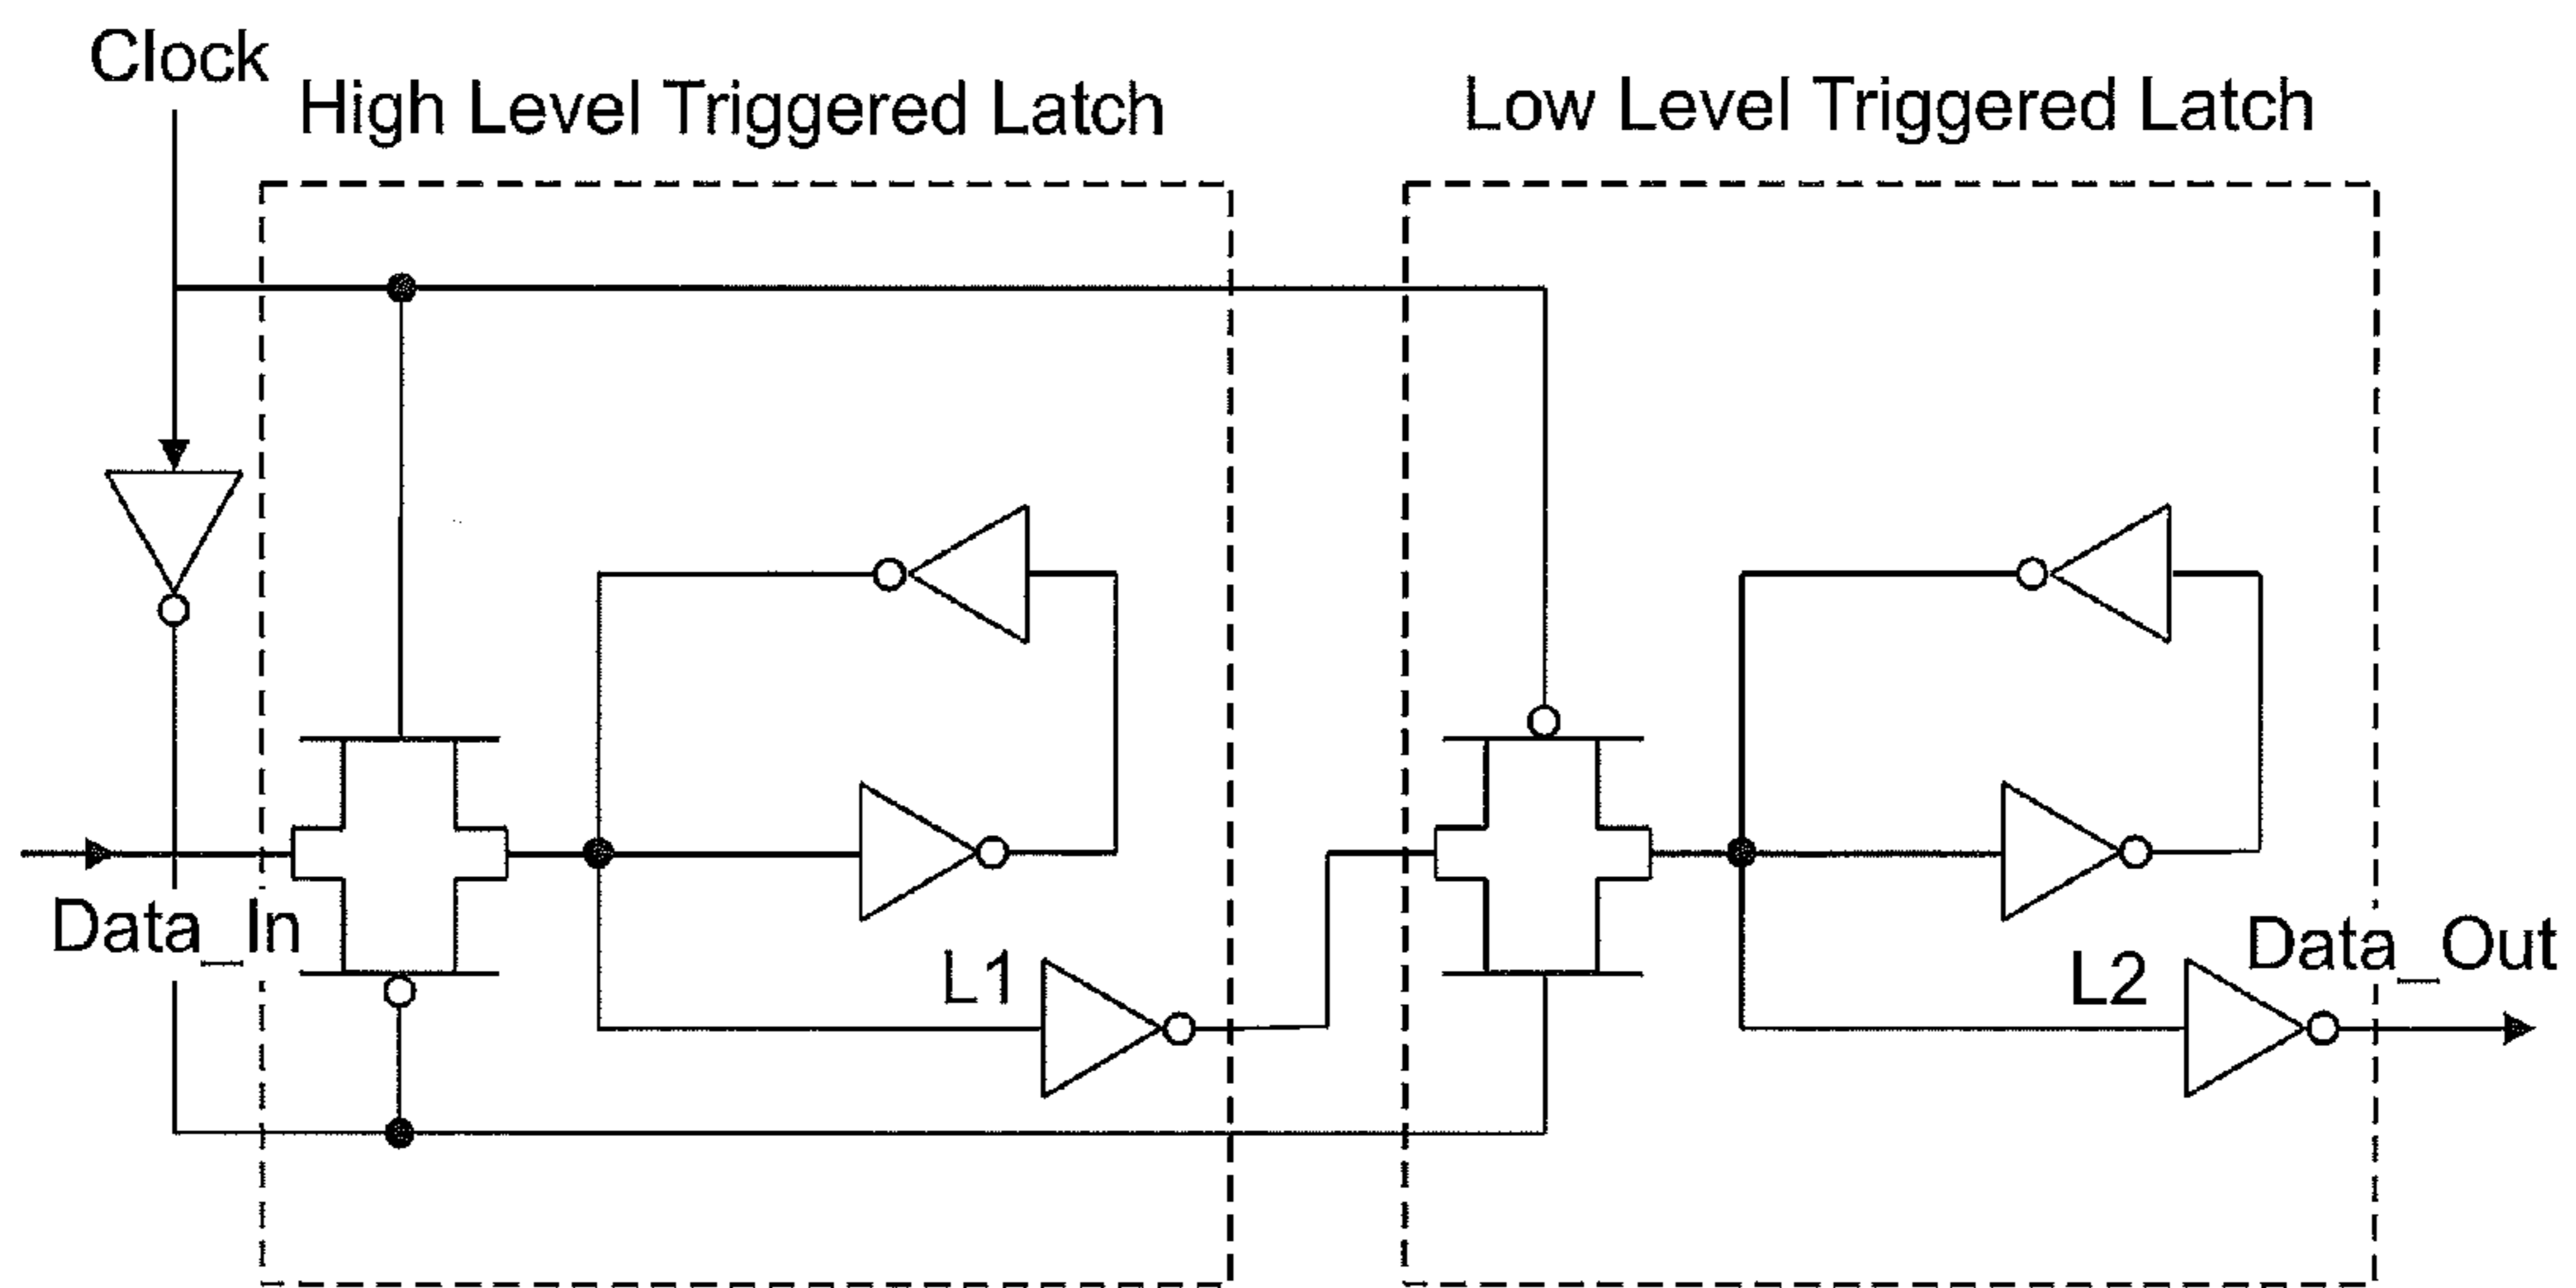 Clock
High Level Triggered Latch
Low Level Triggered Latch
Data_In
L1
L2
Data_Out